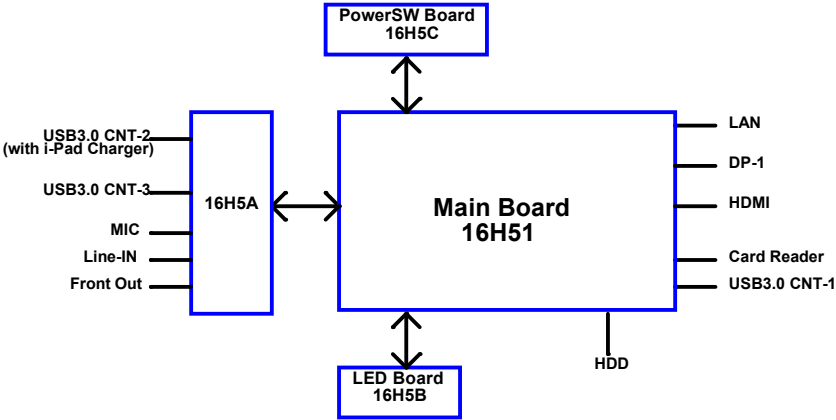 PowerSW Board
16H5C
USB3.0 CNT-2
(with i-Pad Charger)
USB3.0 CNT-3
MIC
Line-IN
Front Out
16H5A
Main Board
16H51
LAN
DP-1
HDMI
Card Reader
USB3.0 CNT-1
HDD
LED Board
16H5B